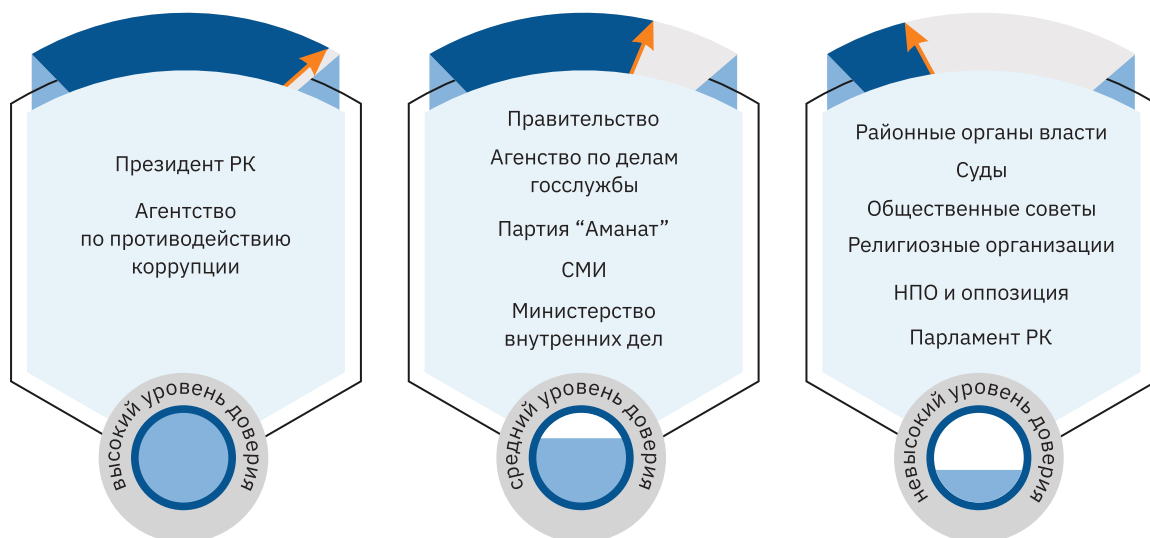 Президент РК
Агентство
по противодействию
коррупции
высокий уровень доверия
Правительство
Агенство по делам
госслужбы
Партия “Аманат”
СМИ
Министерство
внутренних дел
средний уровень доверия
Районные органы власти
Суды
Общественные советы
Религиозные организации
НПО и оппозиция
Парламент РК
невысокий уровень доверия